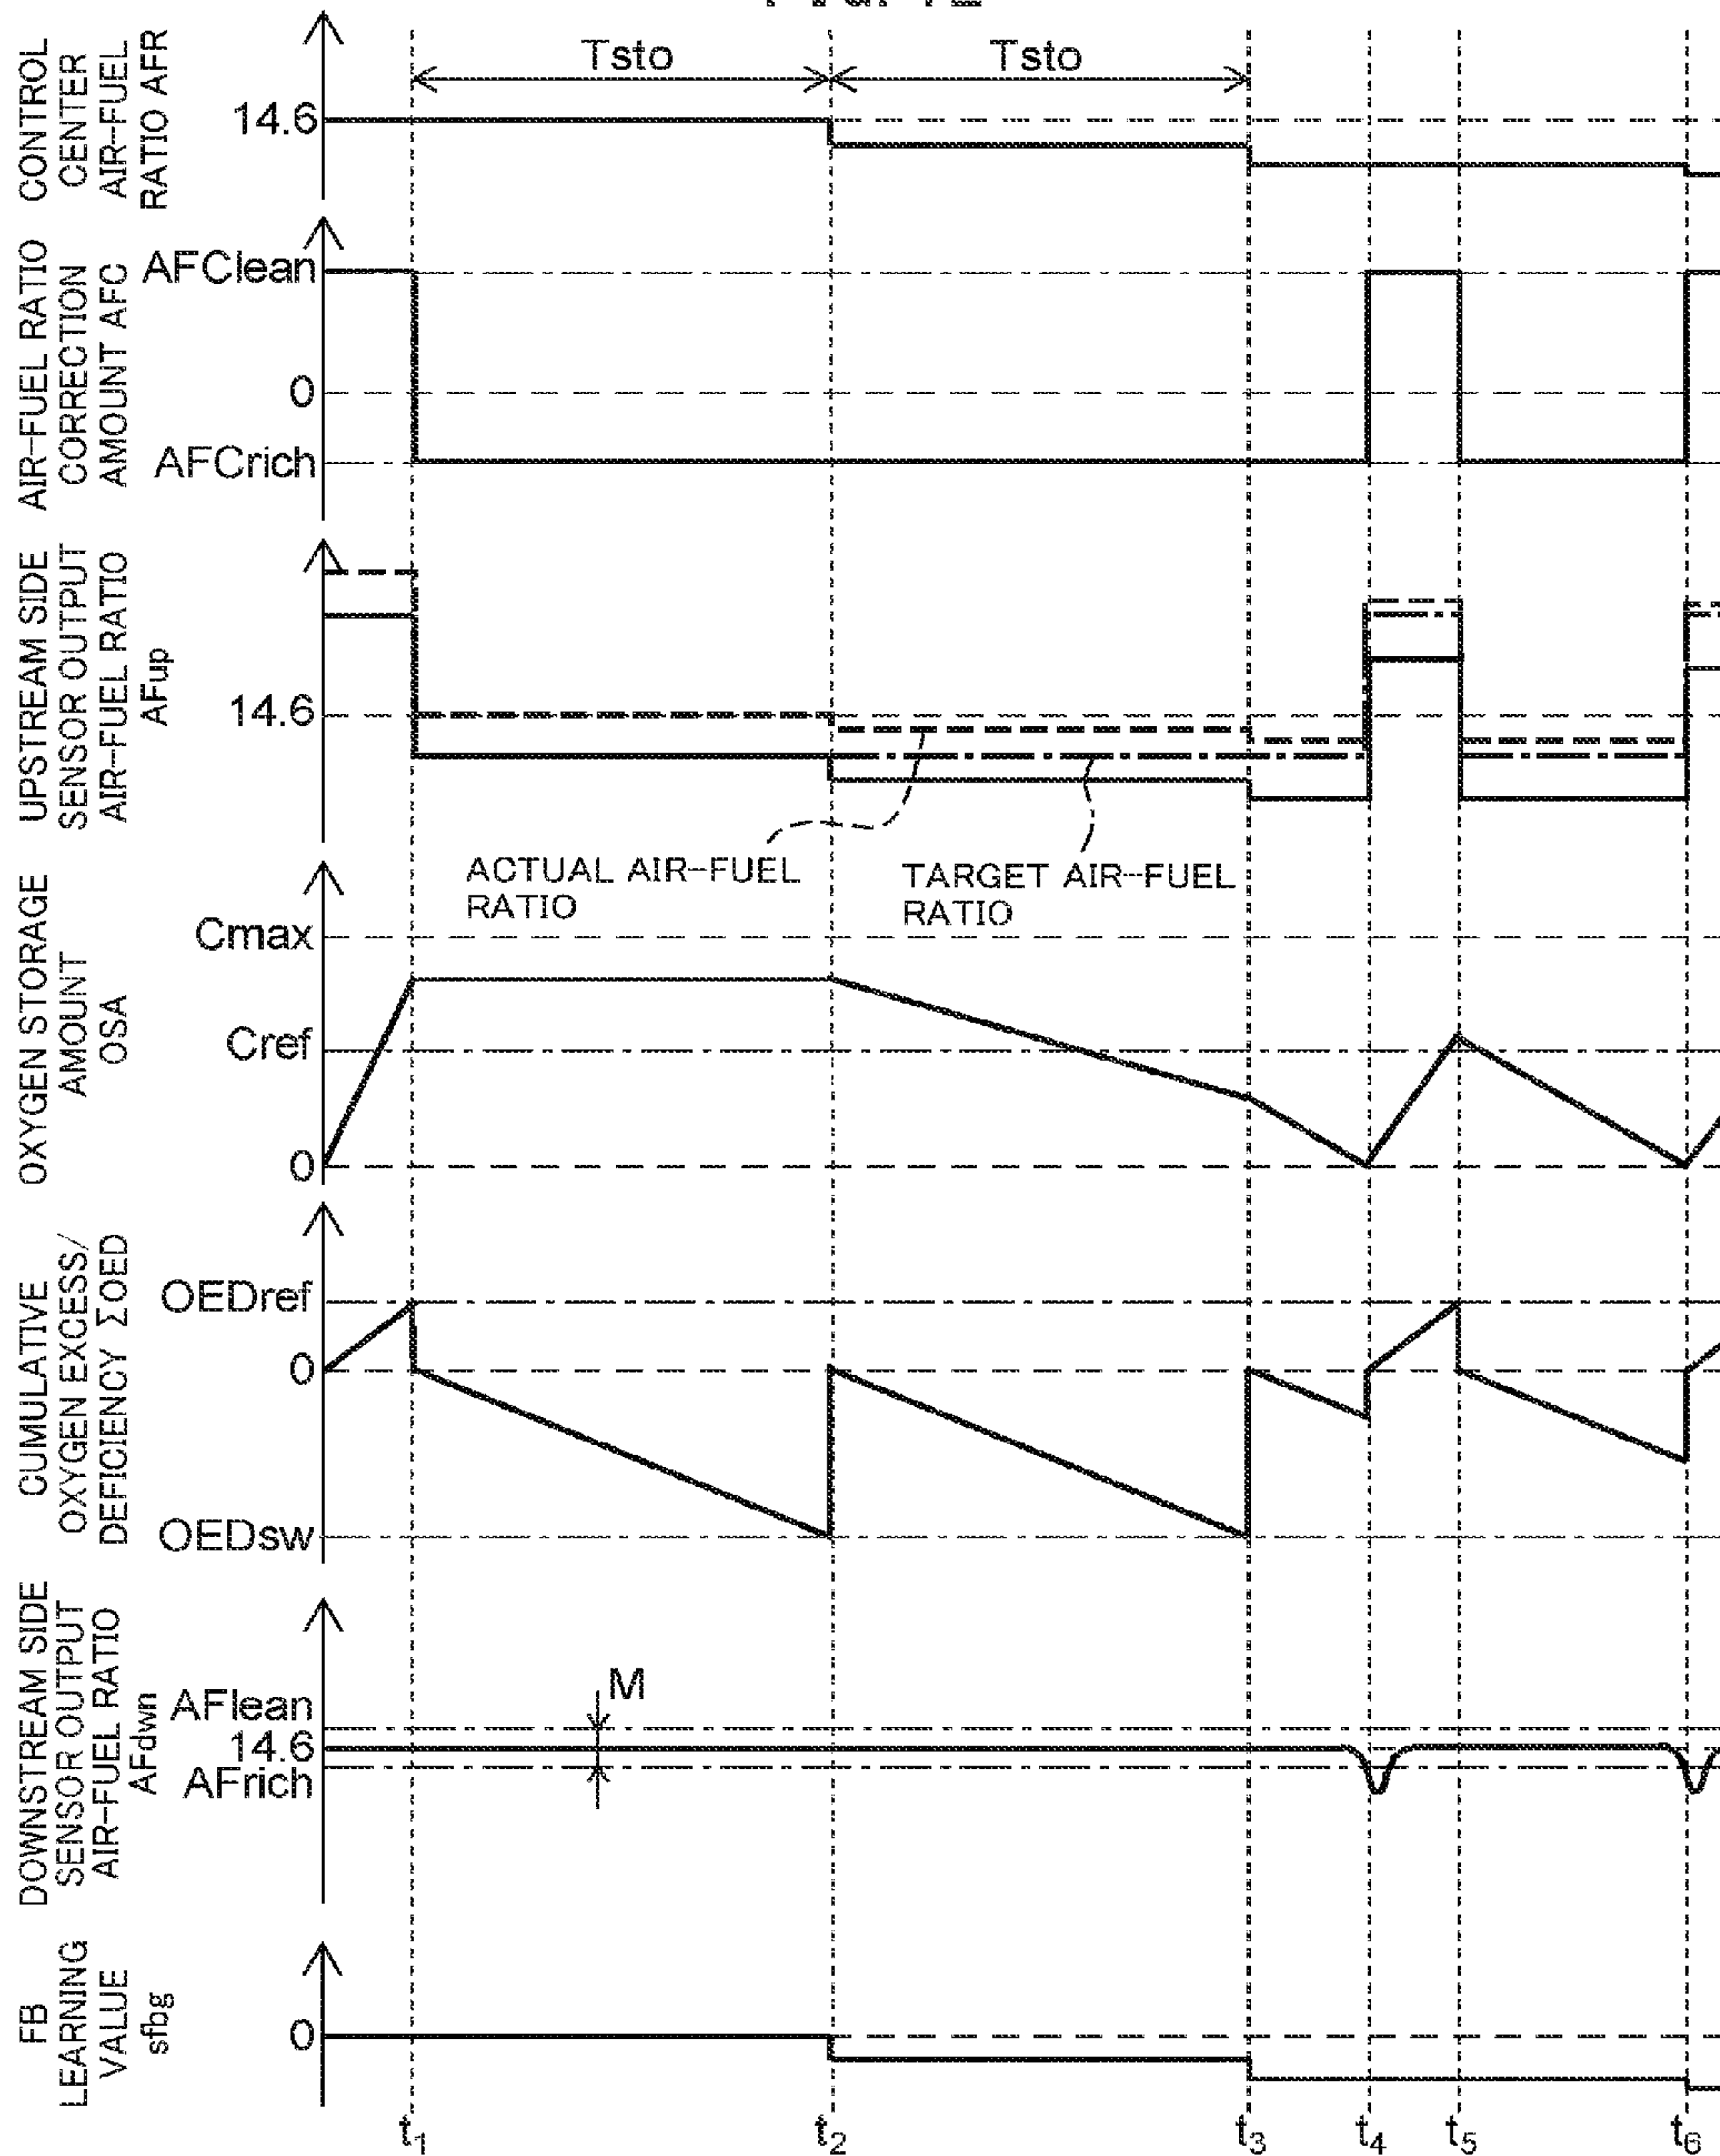 CONTROL
CENTER
AIR-FUEL
RATIO AFR
14.6
Tsto
Tsto
AIR-FUEL RATIO
CORRECTION
AMOUNT AFC
AFClean
0
AFCrich
UPSTREAM SIDE
SENSOR OUTPUT
AIR-FUEL RATIO
AFup
14.6
ACTUAL AIR-FUEL
RATIO
TARGET AIR-FUEL
RATIO
OXYGEN STORAGE
AMOUNT
OSA
Cmax
Cref
0
CUMULATIVE
OXYGEN EXCESS/
DEFICIENCY ΣOED
OEDref
0
OEDsw
DOWNSTREAM SIDE
SENSOR OUTPUT
AIR-FUEL RATIO
AFdwn
AFlean
14.6
AFrich
M
FB
LEARNING
VALUE
sfbg
0
t1
t2
t3
t4
t5
t6